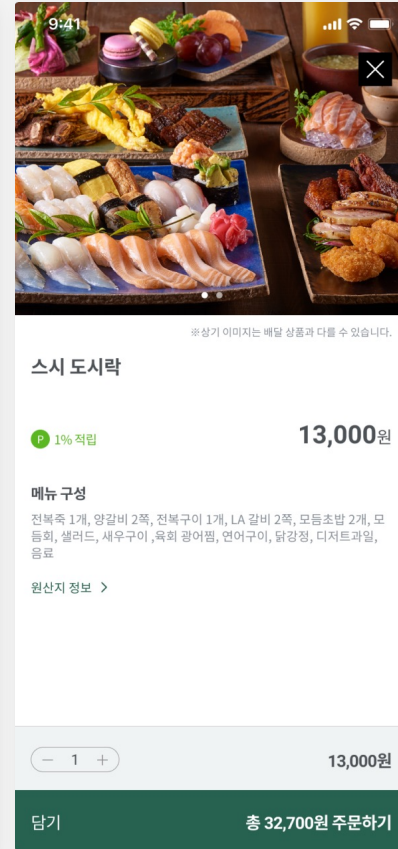 9:41
※상기 이미지는 배달 상품과 다를 수 있습니다.
스시 도시락
P 1% 적립
13,000원
메뉴 구성
전복죽 1개, 양갈비 2쪽, 전복구이 1개, LA 갈비 2쪽, 모듬초밥 2개, 모
듬회, 샐러드, 새우구이 ,육회 광어찜, 연어구이, 닭강정, 디저트과일,
음료
원산지 정보 >
− 1 +
13,000원
담기
총 32,700원 주문하기